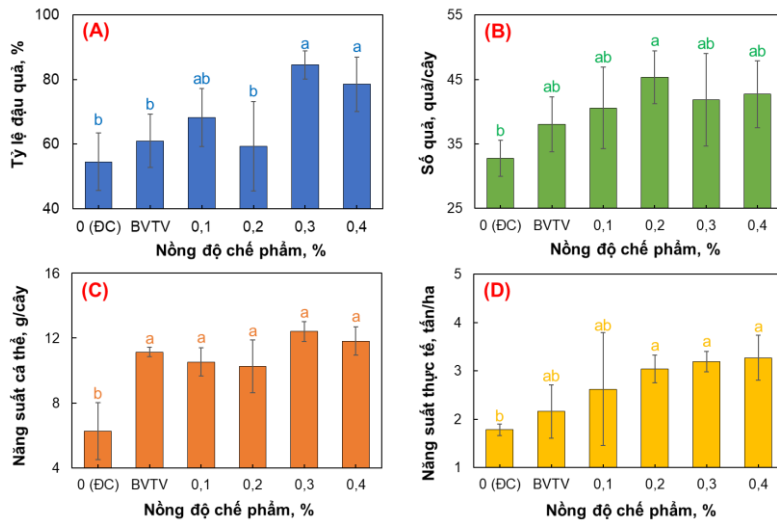 (A)
Tỷ lệ đậu quả, %
100
80
60
40
b
b
ab
b
a
a
0 (ĐC) BVTV 0,1 0,2 0,3 0,4
Nồng độ chế phẩm, %
(B)
Số quả, quả/cây
55
45
35
25
b
ab
ab
a
ab
ab
0 (ĐC) BVTV 0,1 0,2 0,3 0,4
Nồng độ chế phẩm, %
(C)
Năng suất cá thể, g/cây
16
12
8
4
b
a
a
a
a
a
0 (ĐC) BVTV 0,1 0,2 0,3 0,4
Nồng độ chế phẩm, %
(D)
Năng suất thực tế, tấn/ha
5
4
3
2
1
b
ab
ab
a
a
a
0 (ĐC) BVTV 0,1 0,2 0,3 0,4
Nồng độ chế phẩm, %